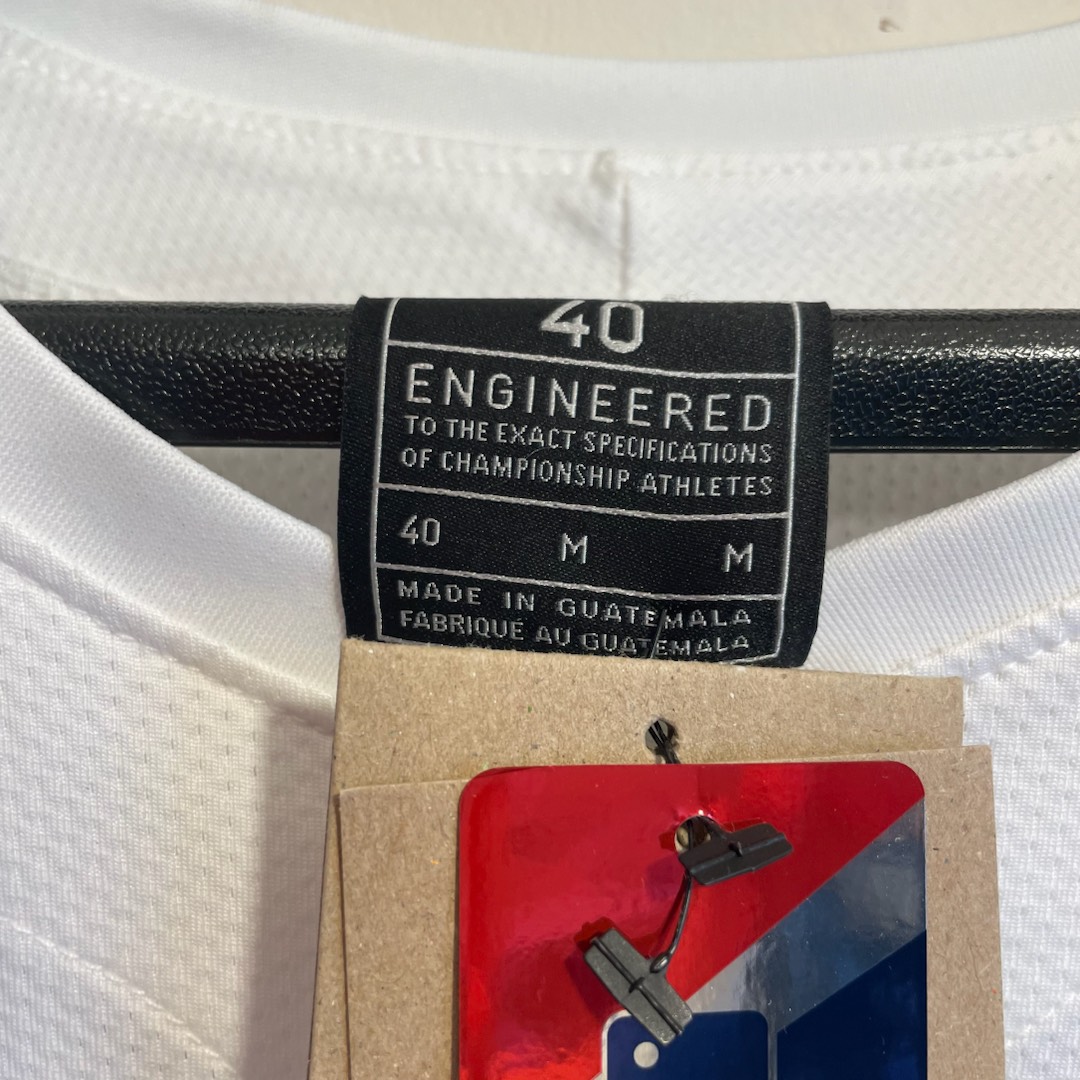 40
ENGINEERED
TO THE EXACT SPECIFICATIONS
OF CHAMPIONSHIP ATHLETES
40 M M
MADE IN GUATEMALA
FABRIQUÉ AU GUATEMALA